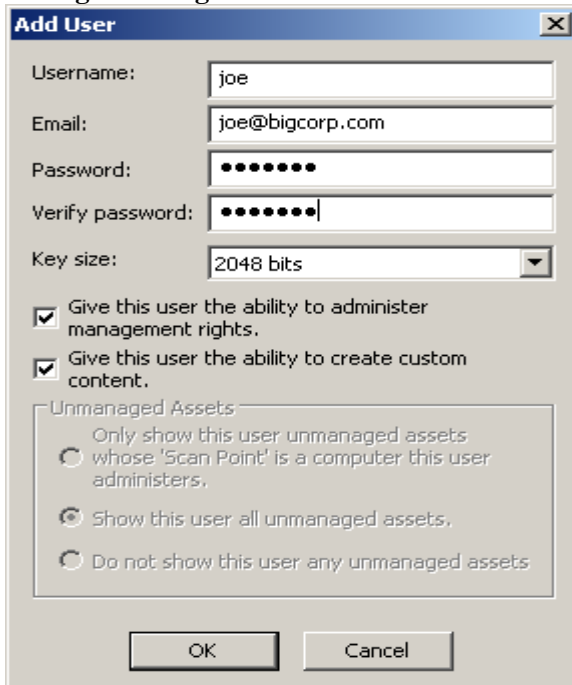 Add User
Username:
joe
Email:
joe@bigcorp.com
Password:
•••••••
Verify password:
•••••••
Key size:
2048 bits
Give this user the ability to administer
management rights.
Give this user the ability to create custom
content.
Unmanaged Assets
Only show this user unmanaged assets
whose 'Scan Point' is a computer this user
administers.
Show this user all unmanaged assets.
Do not show this user any unmanaged assets
OK
Cancel